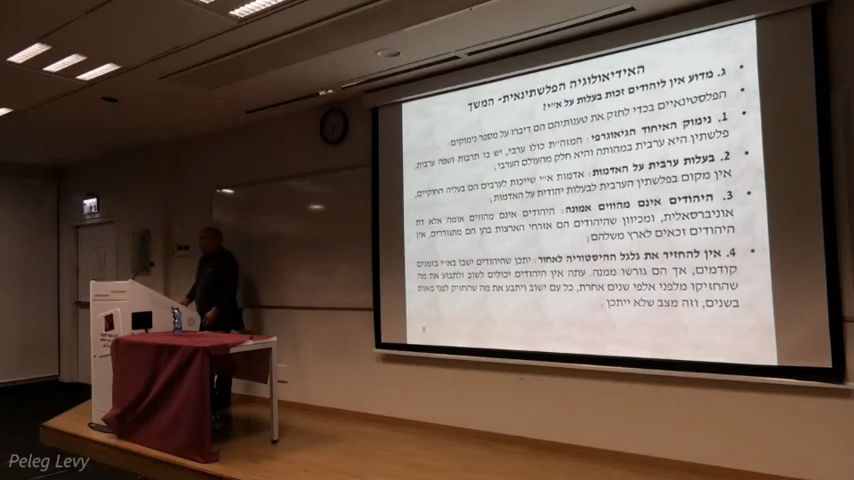 האידיאולוגיה הפלשתינאית- המשך
ג. מדוע אין ליהודים זכות בעלות על א״י?
הפלסטינאיים בכדי לחזק את טענותיהם הם דיברו על מספר נימוקים:
1. נימוק האיחוד הגיאוגרפי: המזה״ת כולו ערבי, יש בו תרבות ושפה ערבית,
פלשתין היא ערבית במהותה והיא חלק מהעולם הערבי;
2. בעלות ערבית על האדמות: אדמות א״י שייכות לערבים הם בעליה החוקיים,
אין מקום בפלשתין הערבית לבעלות יהודית על האדמות;
3. היהודים אינם מהווים אומה: היהודים אינם מהווים אומה אלא דת
אוניברסאלית, ומכיוון שהיהודים הם אזרחי הארצות בהן הם מתגוררים, אין
היהודים זכאים לארץ משלהם;
4. אין להחזיר את גלגל ההיסטוריה לאחור: יתכן שהיהודים ישבו בא״י בזמנים
קודמים, אך הם גורשו ממנה. עתה אין היהודים יכולים לשוב ולתבוע את מה
שהחזיקו מלפני אלפי שנים אחרת, כל עם ישוב ויתבע את מה שהחזיק לפני מאות
בשנים, וזה מצב שלא ייתכן.
8
Peleg Levy